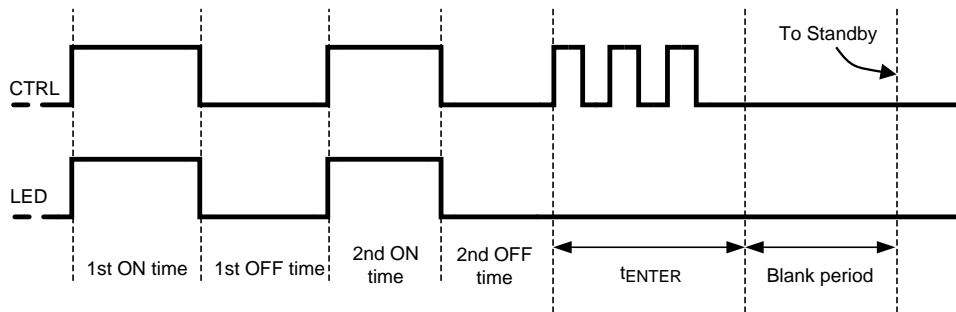 To Standby
CTRL
LED
1st ON time
1st OFF time
2nd ON
time
2nd OFF
time
tENTER
Blank period